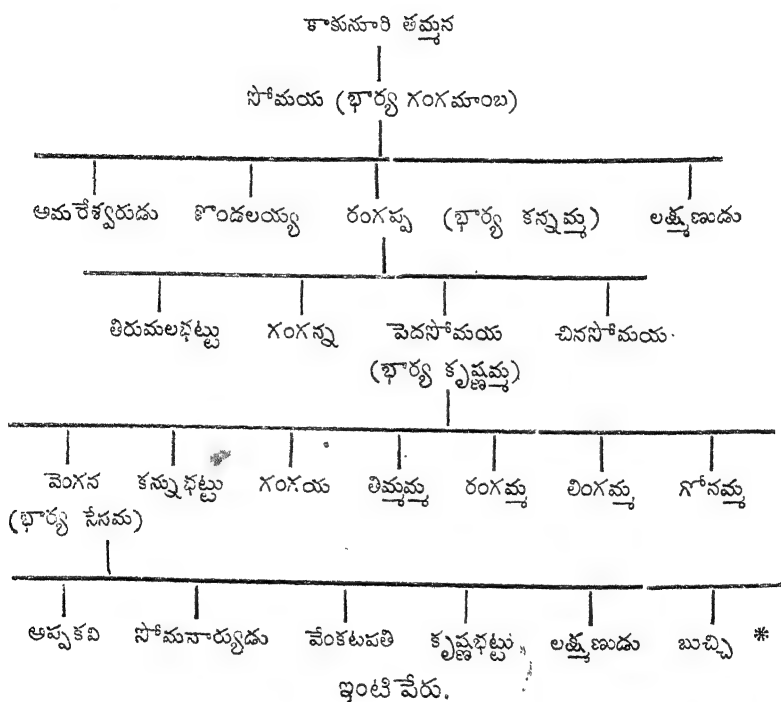 కాకునూరి తమ్మన
సోమయ (భార్య గంగమాంబ)
అమరేశ్వరుడు కొండలయ్య రంగప్ప (భార్య కన్నమ్మ) లక్ష్మణుడు
తిరుమలభట్టు గంగన్న పెదసోమయ చినసోమయ
(భార్య కృష్ణమ్మ)
వెంగన కన్నుభట్టు గంగయ తిమ్మమ్మ రంగమ్మ లింగమ్మ గోనమ్మ
(భార్య సేసమ)
అప్పకవి సోమనార్యుడు వేంకటపతి కృష్ణభట్టు లక్ష్మణుడు బుచ్చి *
ఇంటి పేరు.